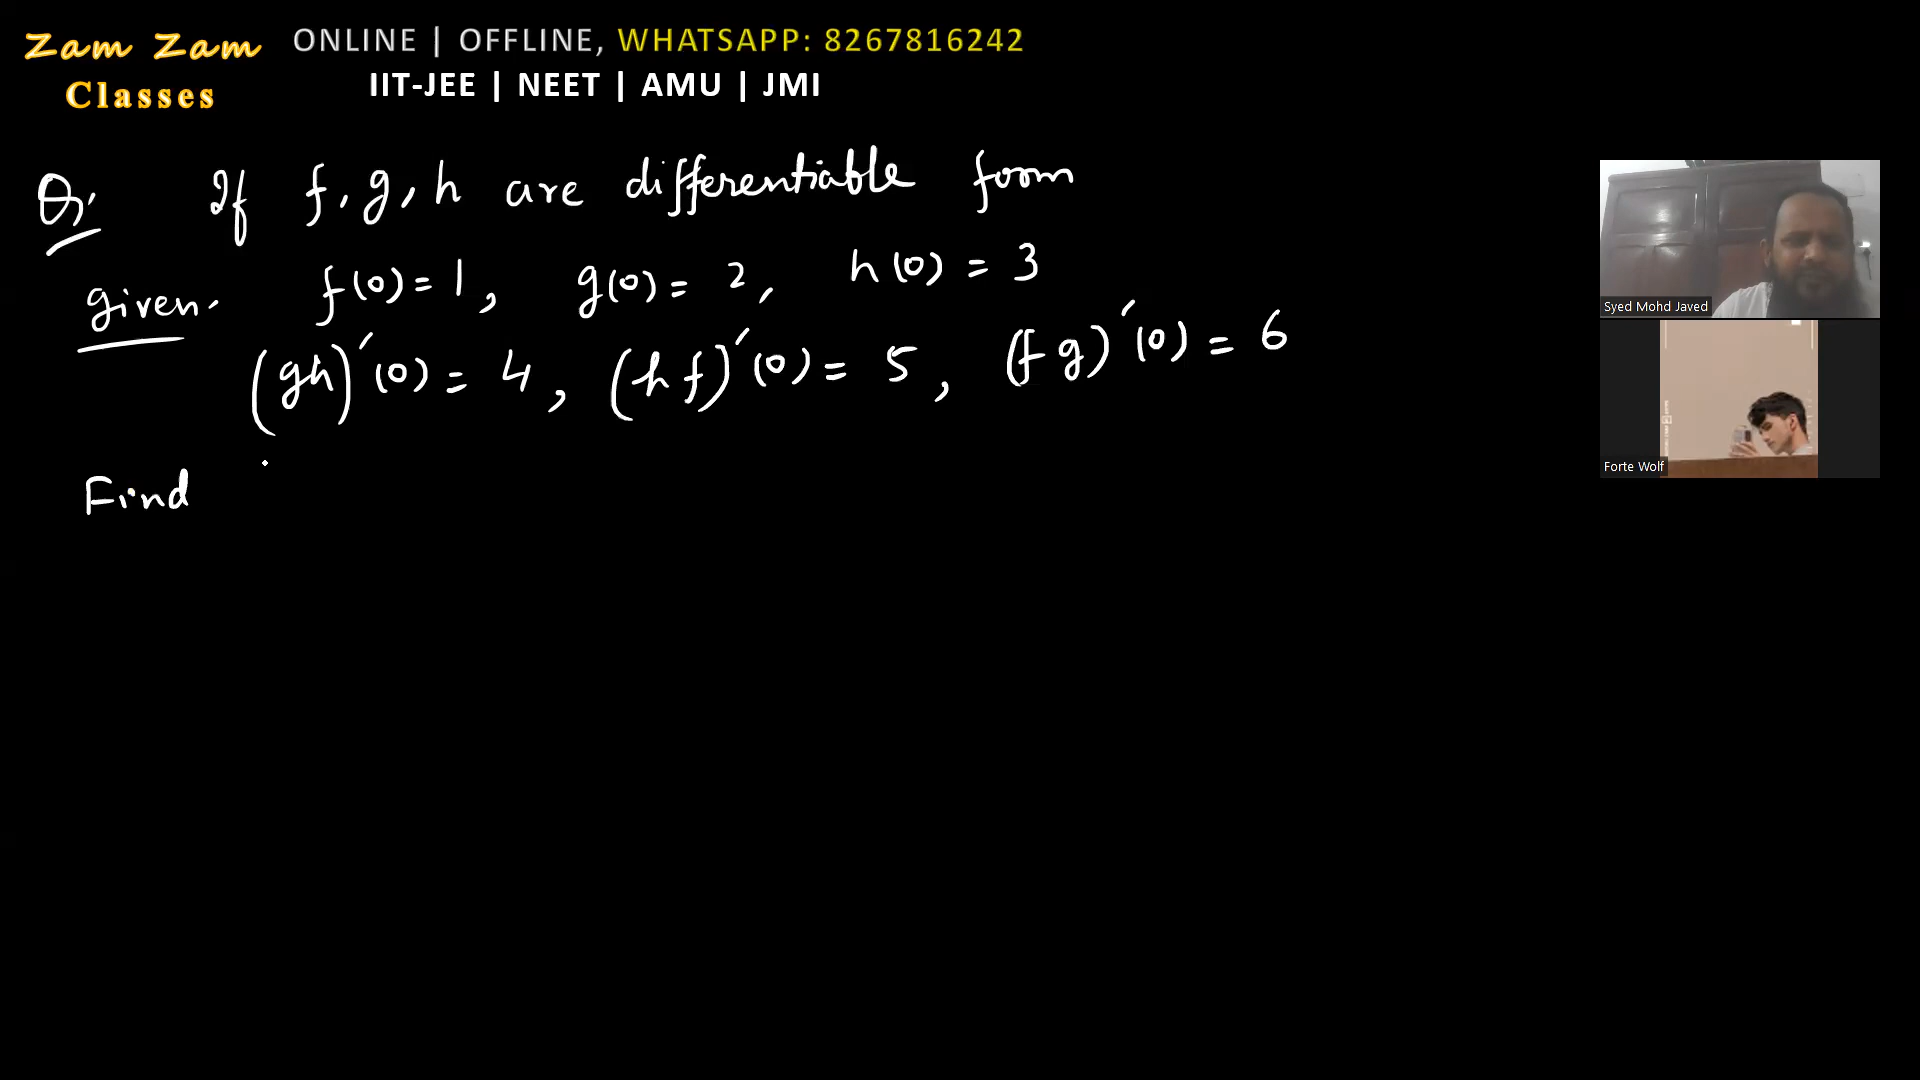 Zam Zam
Classes
ONLINE | OFFLINE, WHATSAPP: 8267816242
IIT-JEE | NEET | AMU | JMI
Q. If f, g, h are differentiable from
given. f(0) = 1, g(0) = 2, h(0) = 3
(gh)'(0) = 4, (hf)'(0) = 5, (fg)'(0) = 6
Find
Syed Mohd Javed
Forte Wolf